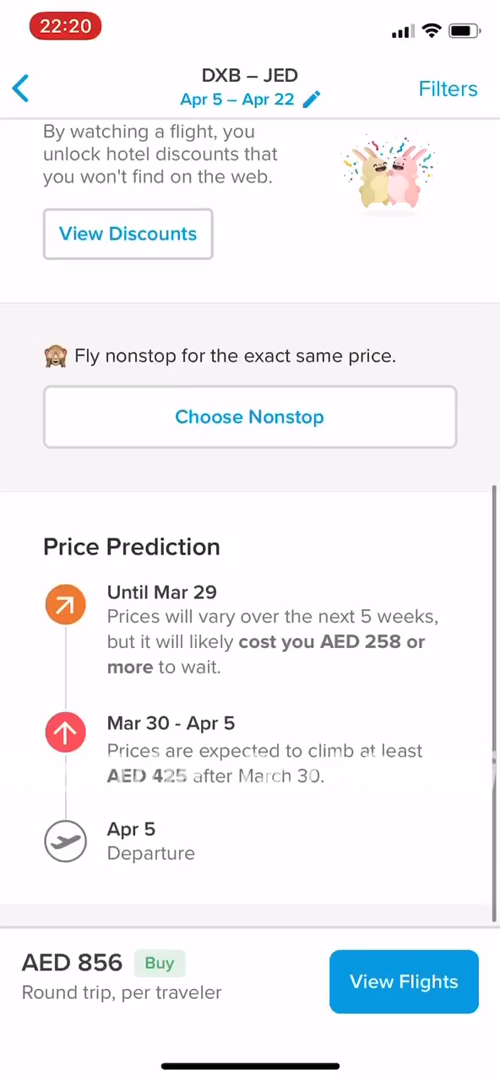 22:20
DXB – JED
Apr 5 – Apr 22
Filters
By watching a flight, you
unlock hotel discounts that
you won't find on the web.
View Discounts
Fly nonstop for the exact same price.
Choose Nonstop
Price Prediction
Until Mar 29
Prices will vary over the next 5 weeks,
but it will likely cost you AED 258 or
more to wait.
Mar 30 - Apr 5
Prices are expected to climb at least
AED 425 after March 30.
Apr 5
Departure
AED 856 Buy
Round trip, per traveler
View Flights